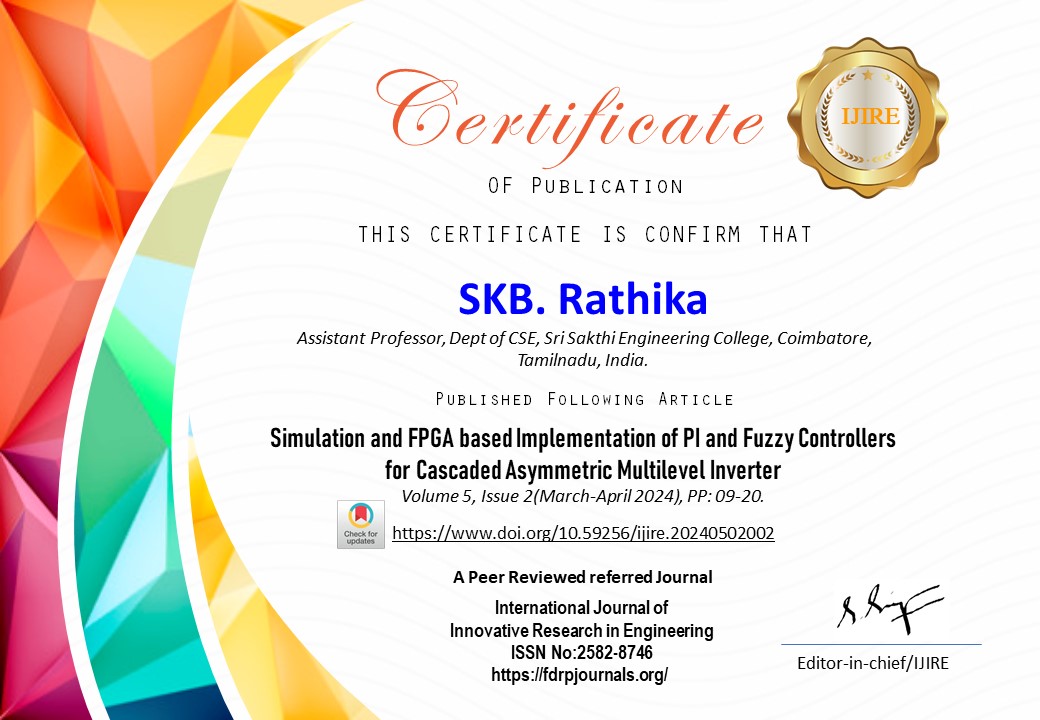 Certificate
IJIRE
OF PUBLICATION
THIS CERTIFICATE IS CONFIRM THAT
SKB. Rathika
Assistant Professor, Dept of CSE, Sri Sakthi Engineering College, Coimbatore,
Tamilnadu, India.
PUBLISHED FOLLOWING ARTICLE
Simulation and FPGA based Implementation of PI and Fuzzy Controllers
for Cascaded Asymmetric Multilevel Inverter
Volume 5, Issue 2(March-April 2024), PP: 09-20.
Check for
updates
https://www.doi.org/10.59256/ijire.20240502002
A Peer Reviewed referred Journal
International Journal of
Innovative Research in Engineering
ISSN No:2582-8746
https://fdrpjournals.org/
Editor-in-chief/IJIRE